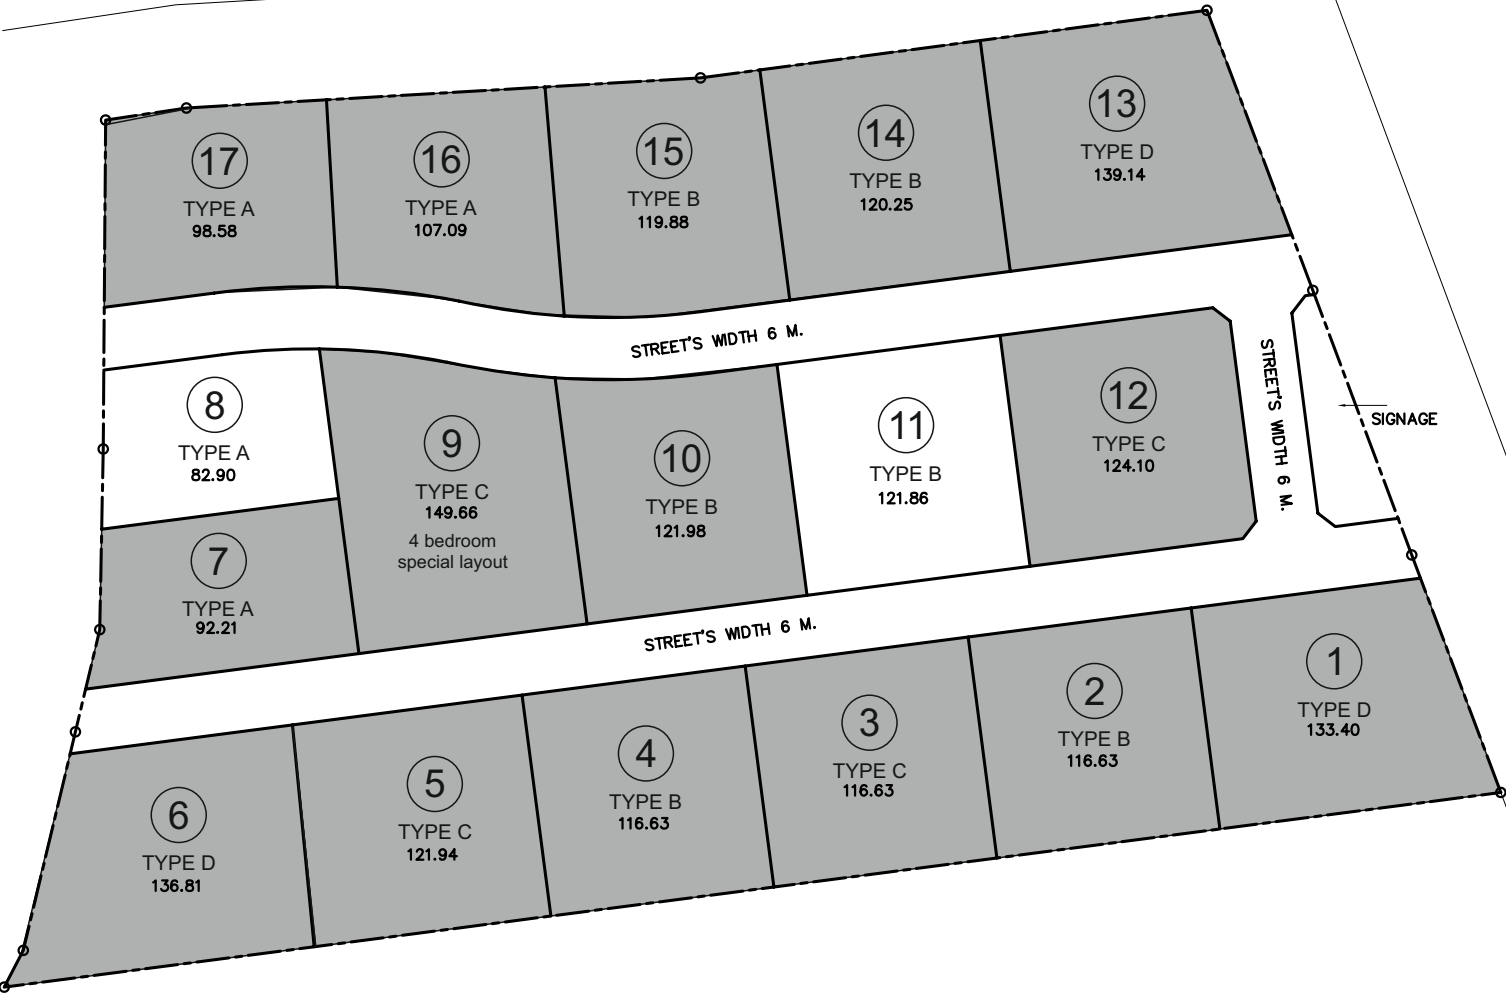 13
TYPE D
139.14
14
TYPE B
120.25
15
TYPE B
119.88
16
TYPE A
107.09
17
TYPE A
98.58
STREET'S WIDTH 6 M.
8
TYPE A
82.90
9
TYPE C
149.66
4 bedroom
special layout
10
TYPE B
121.98
11
TYPE B
121.86
12
TYPE C
124.10
STREET'S WIDTH 6 M.
SIGNAGE
7
TYPE A
92.21
STREET'S WIDTH 6 M.
1
TYPE D
133.40
2
TYPE B
116.63
3
TYPE C
116.63
4
TYPE B
116.63
5
TYPE C
121.94
6
TYPE D
136.81